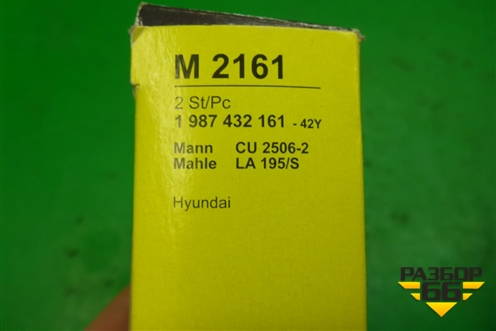 M 2161
2 St/Pc
1 987 432 161 - 42Y
Mann CU 2506-2
Mahle LA 195/S
Hyundai
РАЗБОР
66